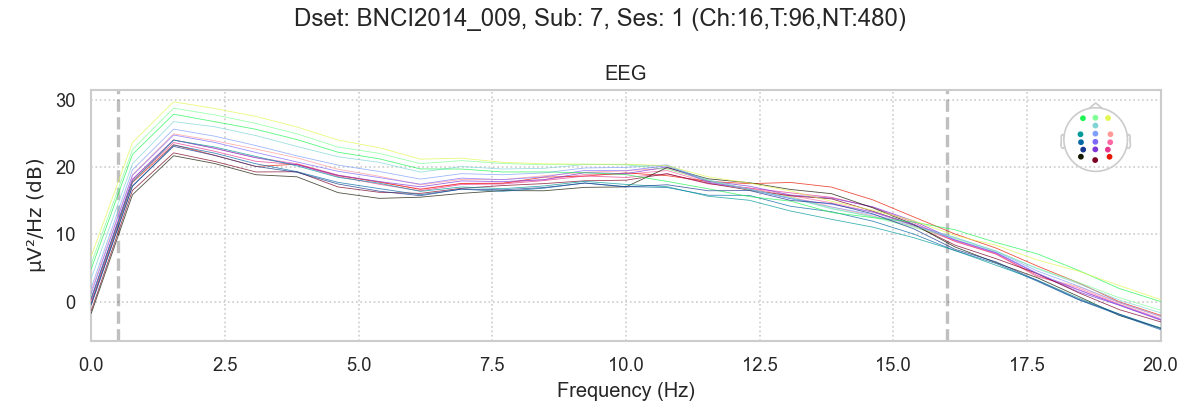 Dset: BNCI2014_009, Sub: 7, Ses: 1 (Ch:16,T:96,NT:480)
EEG
µV²/Hz (dB)
30
20
10
0
0.0 2.5 5.0 7.5 10.0 12.5 15.0 17.5 20.0
Frequency (Hz)